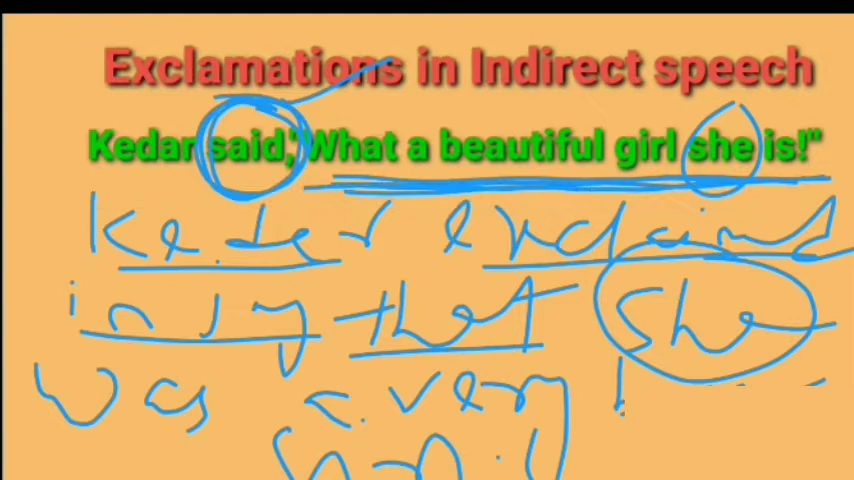 Exclamations in Indirect speech
Kedar said,"What a beautiful girl she is!"
Kedar exclaimed
in joy that she
was a very